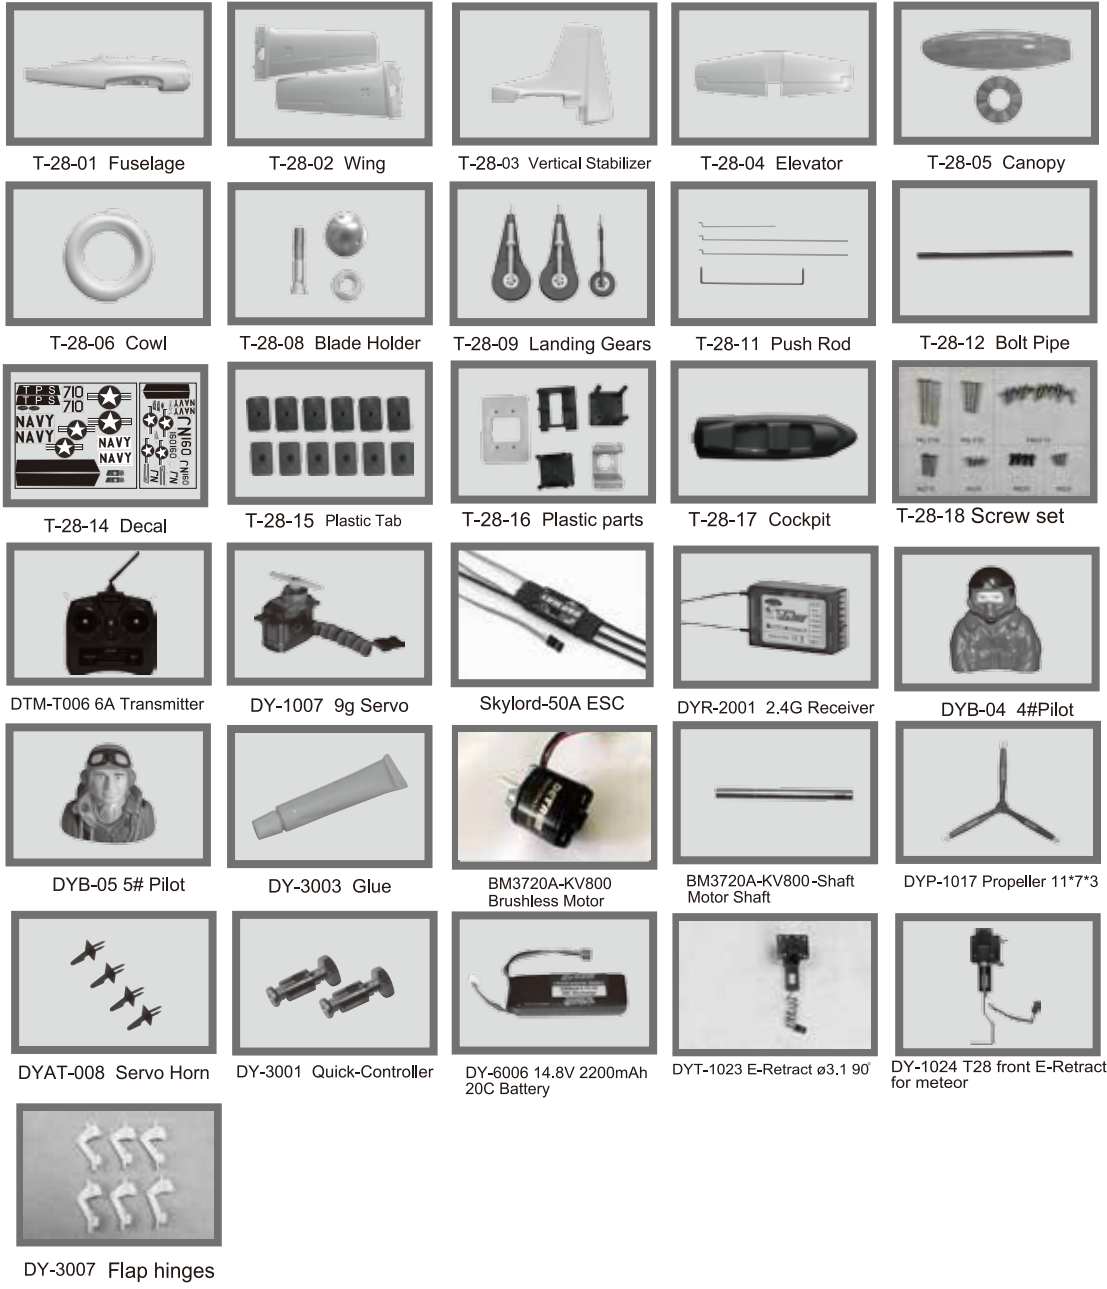 T-28-01 Fuselage
T-28-02 Wing
T-28-03 Vertical Stabilizer
T-28-04 Elevator
T-28-05 Canopy
T-28-06 Cowl
T-28-08 Blade Holder
T-28-09 Landing Gears
T-28-11 Push Rod
T-28-12 Bolt Pipe
TPS 710
TPS 710
NAVY
NAVY
NAVY
NAVY
T-28-14 Decal
T-28-15 Plastic Tab
T-28-16 Plastic parts
T-28-17 Cockpit
T-28-18 Screw set
DTM-T006 6A Transmitter
DY-1007 9g Servo
Skylord-50A ESC
DYR-2001 2.4G Receiver
DYB-04 4#Pilot
DYB-05 5# Pilot
DY-3003 Glue
BM3720A-KV800
Brushless Motor
BM3720A-KV800-Shaft
Motor Shaft
DYP-1017 Propeller 11*7*3
DYAT-008 Servo Horn
DY-3001 Quick-Controller
DY-6006 14.8V 2200mAh
20C Battery
DYT-1023 E-Retract ø3.1 90°
DY-1024 T28 front E-Retract
for meteor
DY-3007 Flap hinges